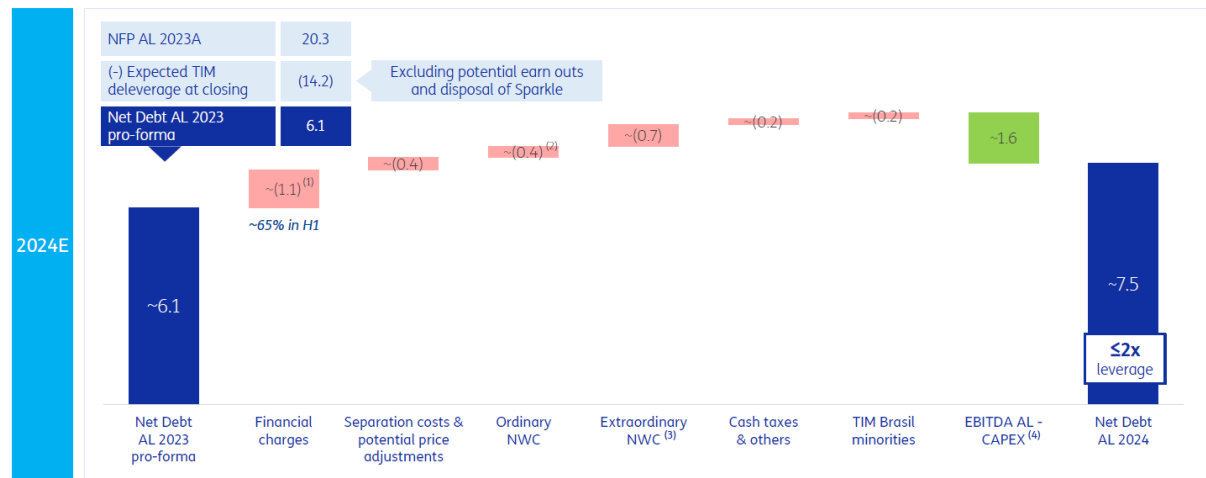 NFP AL 2023A 20.3
(-) Expected TIM
deleverage at closing (14.2)
Excluding potential earn outs
and disposal of Sparkle
Net Debt AL 2023
pro-forma 6.1
2024E
~6.1
~(1.1)(1)
~65% in H1
~(0.4)
~(0.4)(2)
~(0.7)
~(0.2)
~(0.2)
~1.6
~7.5
≤2x
leverage
Net Debt
AL 2023
pro-forma
Financial
charges
Separation costs &
potential price
adjustments
Ordinary
NWC
Extraordinary
NWC (3)
Cash taxes
& others
TIM Brasil
minorities
EBITDA AL -
CAPEX (4)
Net Debt
AL 2024